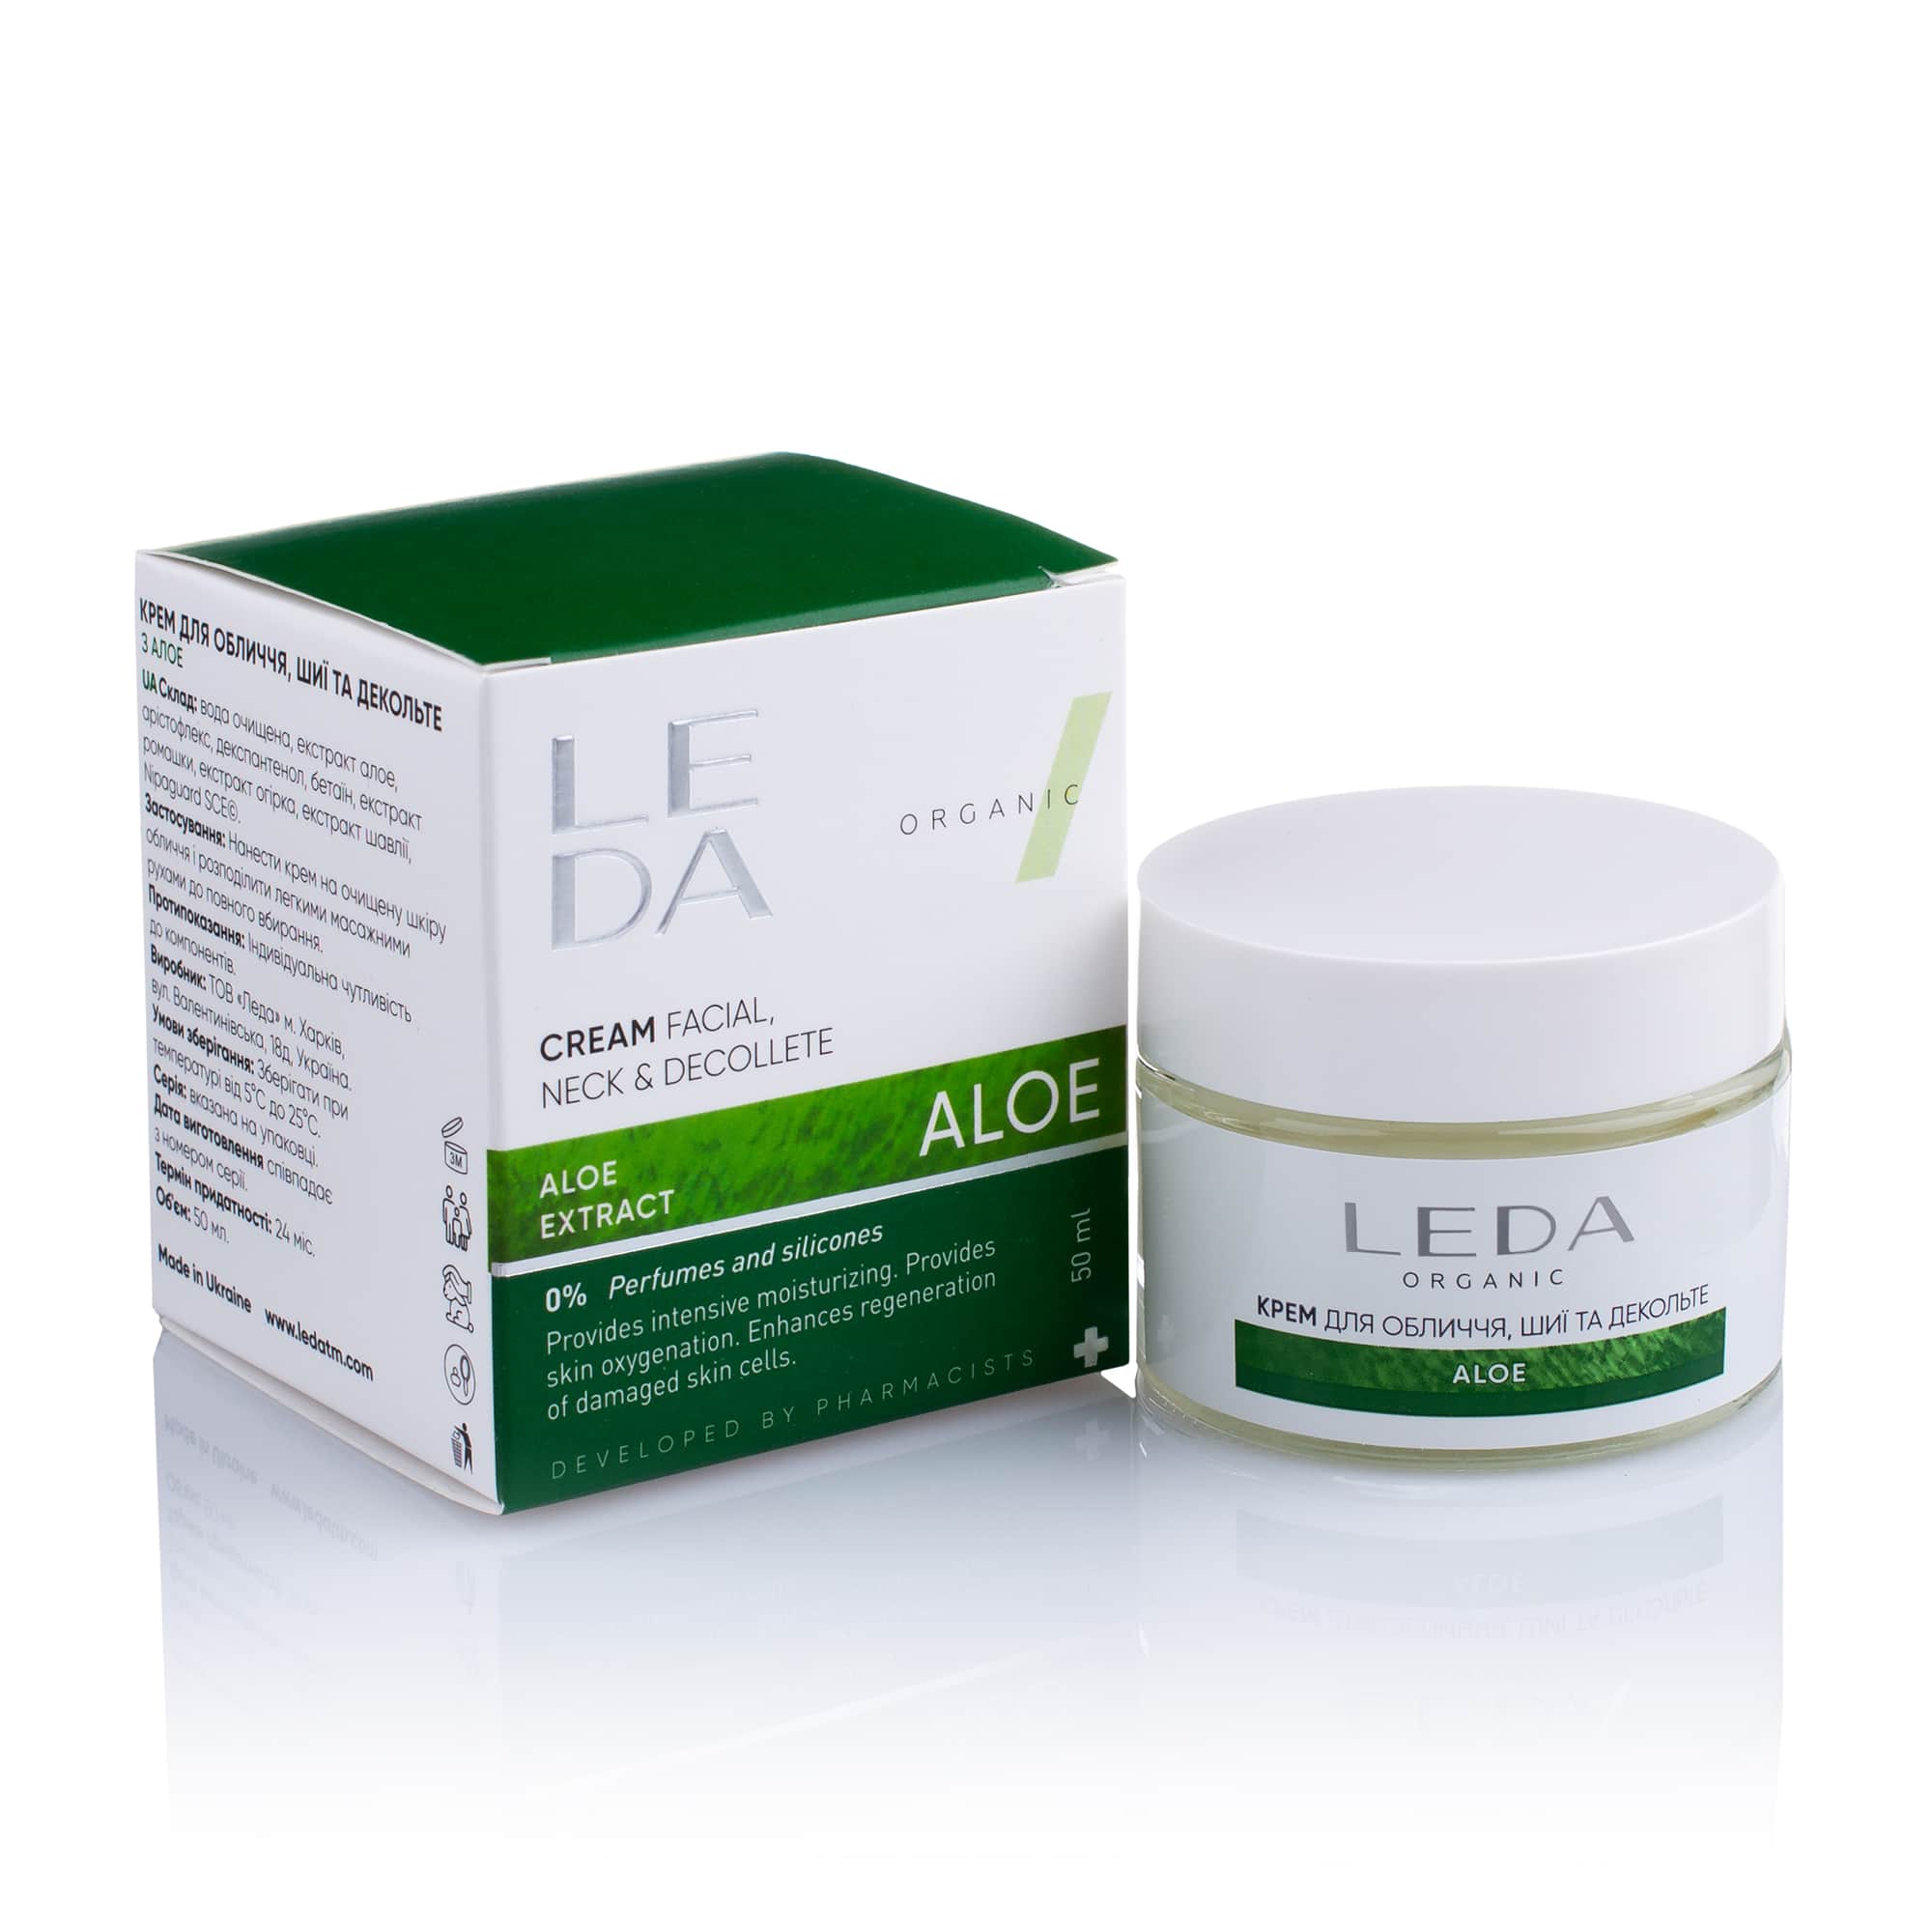 КРЕМ ДЛЯ ОБЛИЧЧЯ, ШИЇ ТА ДЕКОЛЬТЕ
З АЛОЕ
UA Склад: вода очищена, екстракт алое,
арістофлекс, декспантенол, бетаїн, екстракт
ромашки, екстракт огірка, екстракт шавлії,
Nipaguard SCE©.
Застосування: Нанести крем на очищену шкіру
обличчя і розподілити легкими масажними
рухами до повного вбирання.
Протипоказання: Індивідуальна чутливість
до компонентів.
Виробник: ТОВ «Леда» м. Харків,
вул. Валентинівська, 18д, Україна.
Умови зберігання: Зберігати при
температурі від 5°С до 25°С.
Серія: вказана на упаковці.
Дата виготовлення співпадає
з номером серії.
Термін придатності: 24 міс.
Об'єм: 50 мл.
Made in Ukraine www.ledatm.com
3M
LE
DA
ORGANIC
CREAM FACIAL,
NECK & DECOLLETE
ALOE
ALOE
EXTRACT
0% Perfumes and silicones
Provides intensive moisturizing. Provides
skin oxygenation. Enhances regeneration
of damaged skin cells.
50 ml
DEVELOPED BY PHARMACISTS
LEDA
ORGANIC
КРЕМ ДЛЯ ОБЛИЧЧЯ, ШИЇ ТА ДЕКОЛЬТЕ
ALOE